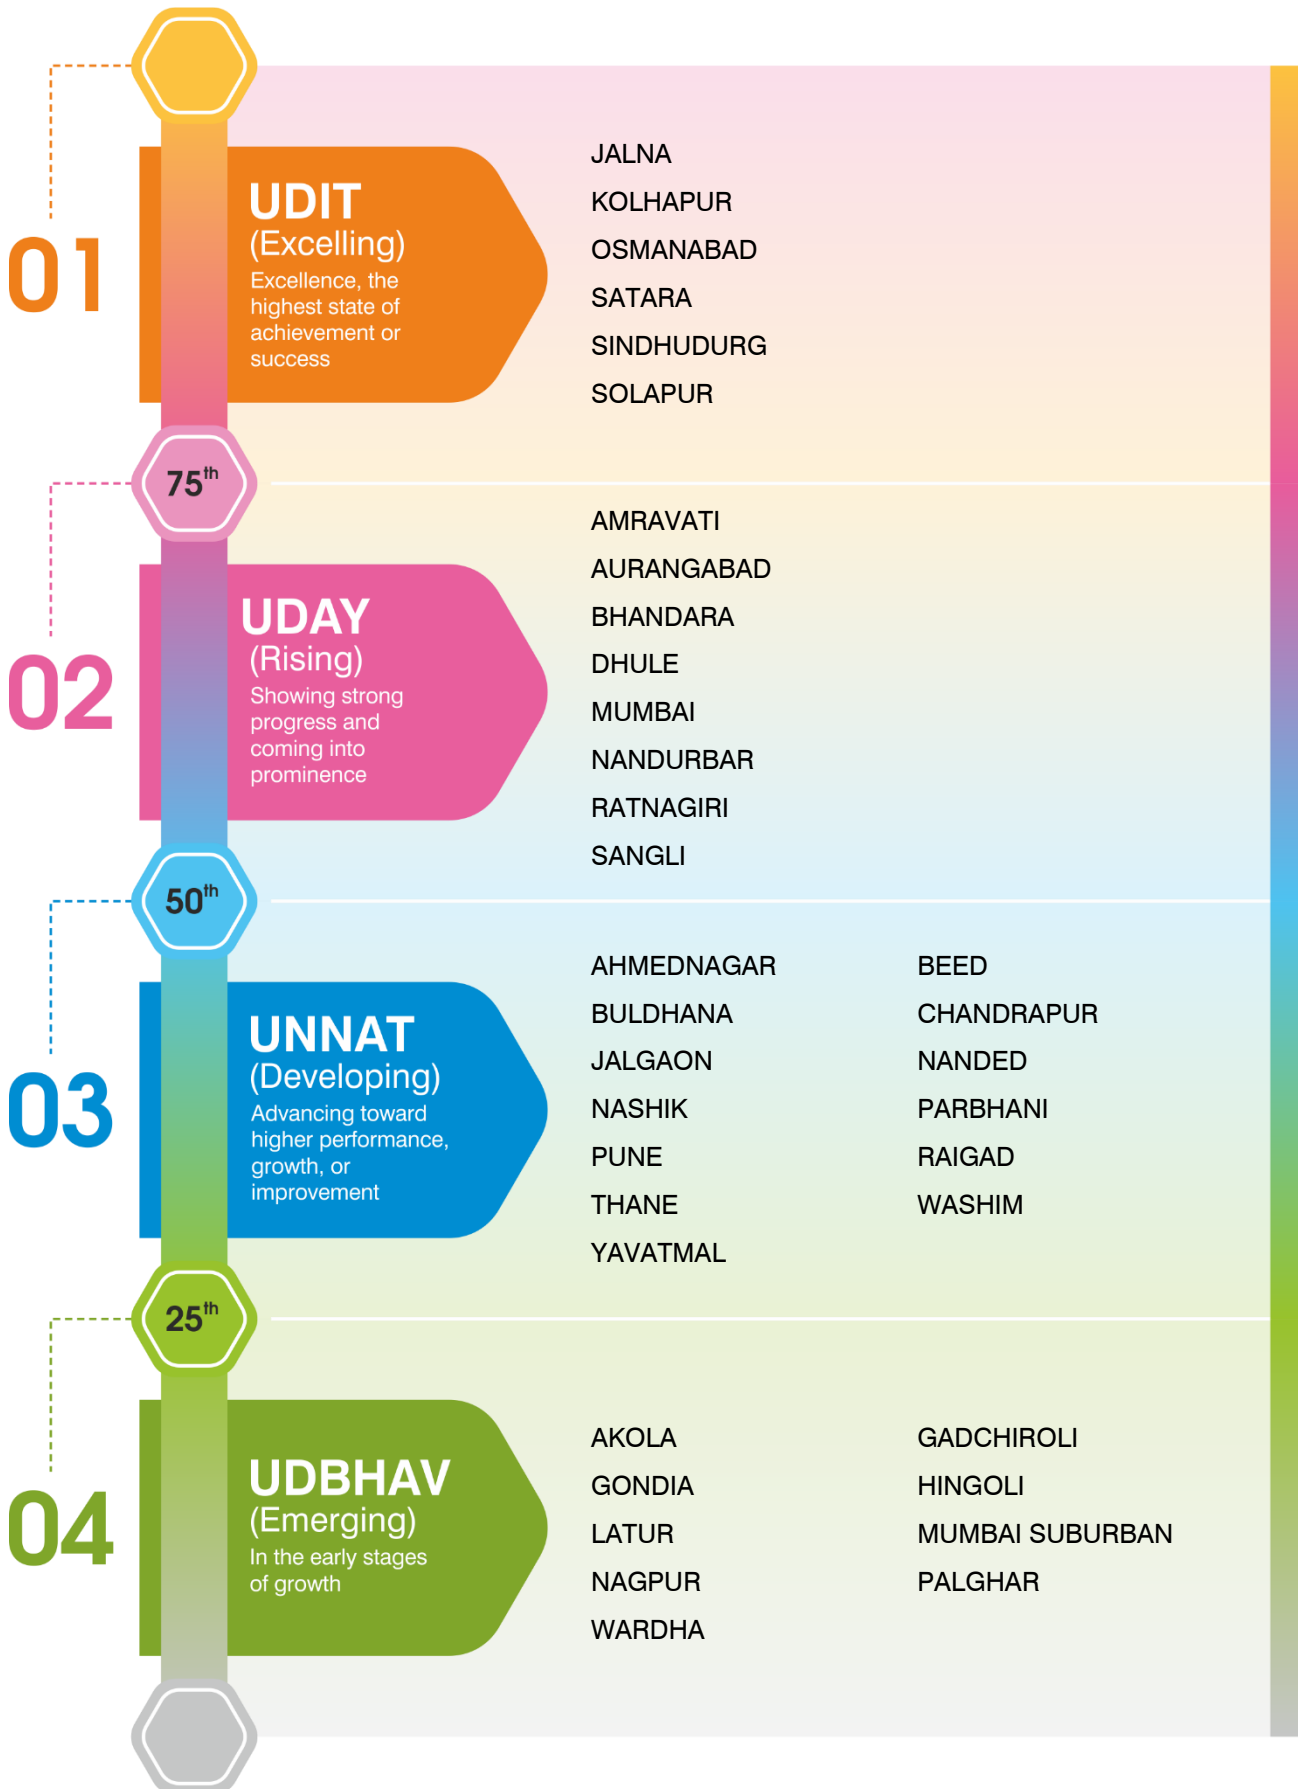 01
UDIT
(Excelling)
Excellence, the
highest state of
achievement or
success
JALNA
KOLHAPUR
OSMANABAD
SATARA
SINDHUDURG
SOLAPUR
75th
02
UDAY
(Rising)
Showing strong
progress and
coming into
prominence
AMRAVATI
AURANGABAD
BHANDARA
DHULE
MUMBAI
NANDURBAR
RATNAGIRI
SANGLI
50th
03
UNNAT
(Developing)
Advancing toward
higher performance,
growth, or
improvement
AHMEDNAGAR BEED
BULDHANA CHANDRAPUR
JALGAON NANDED
NASHIK PARBHANI
PUNE RAIGAD
THANE WASHIM
YAVATMAL
25th
04
UDBHAV
(Emerging)
In the early stages
of growth
AKOLA GADCHIROLI
GONDIA HINGOLI
LATUR MUMBAI SUBURBAN
NAGPUR PALGHAR
WARDHA